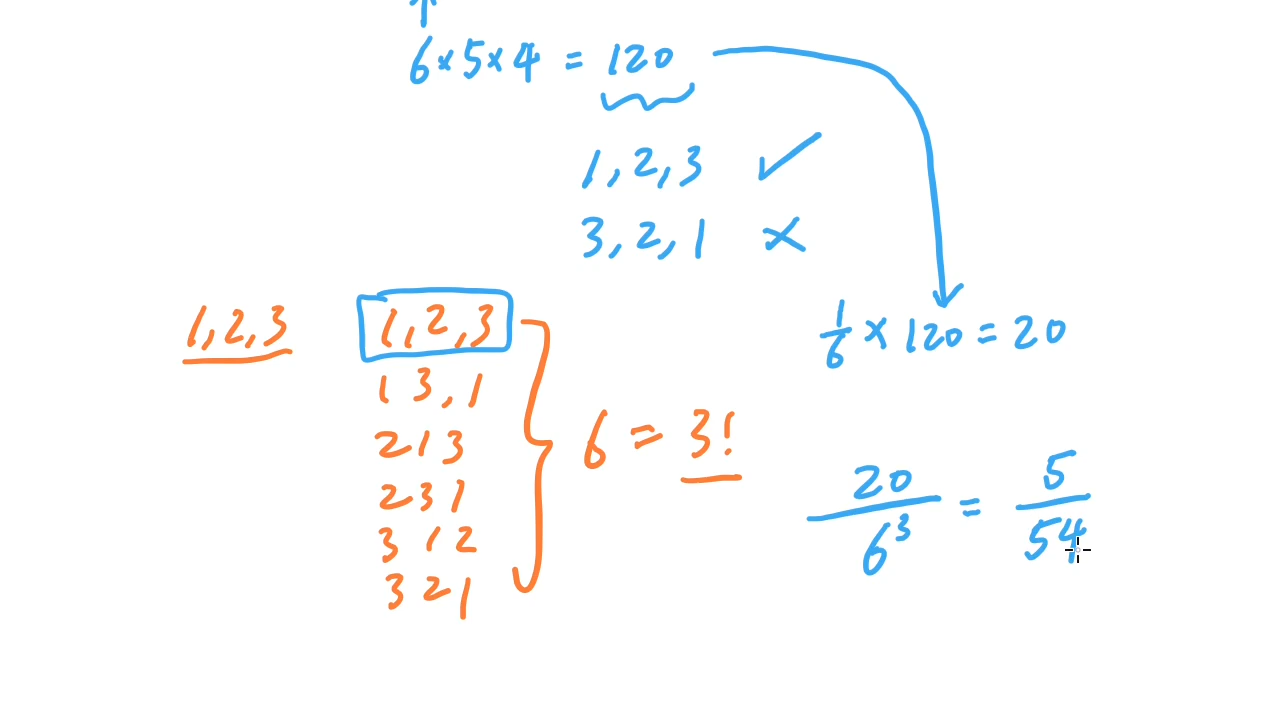 6×5×4 = 120
1, 2, 3 ✓
3, 2, 1 ×
1, 2, 3
1, 2, 3
1 3, 1
2 1 3
2 3 1
3 1 2
3 2 1
6 = 3!
1/6 × 120 = 20
20/6³ = 5/54